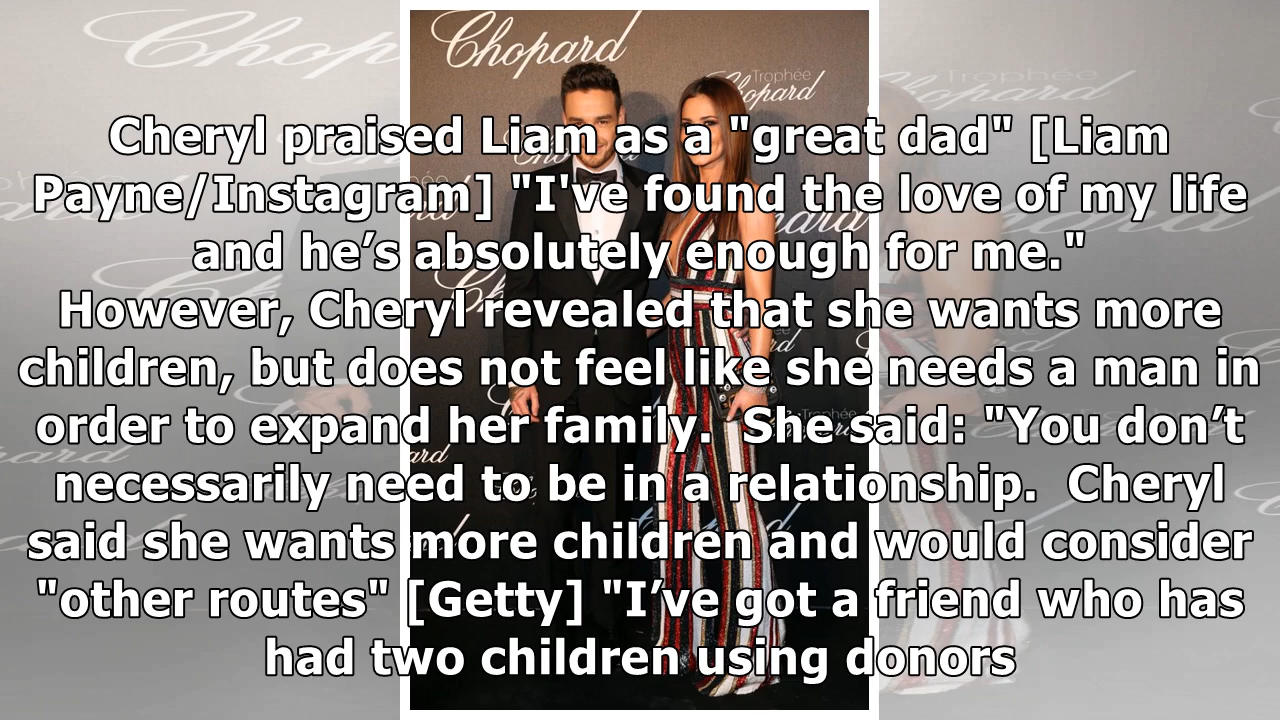 Chopard
Trophée
Chopard
Cheryl praised Liam as a "great dad" [Liam
Payne/Instagram] "I've found the love of my life
and he’s absolutely enough for me."
However, Cheryl revealed that she wants more
children, but does not feel like she needs a man in
order to expand her family.  She said: "You don’t
necessarily need to be in a relationship.  Cheryl
said she wants more children and would consider
"other routes" [Getty] "I’ve got a friend who has
had two children using donors